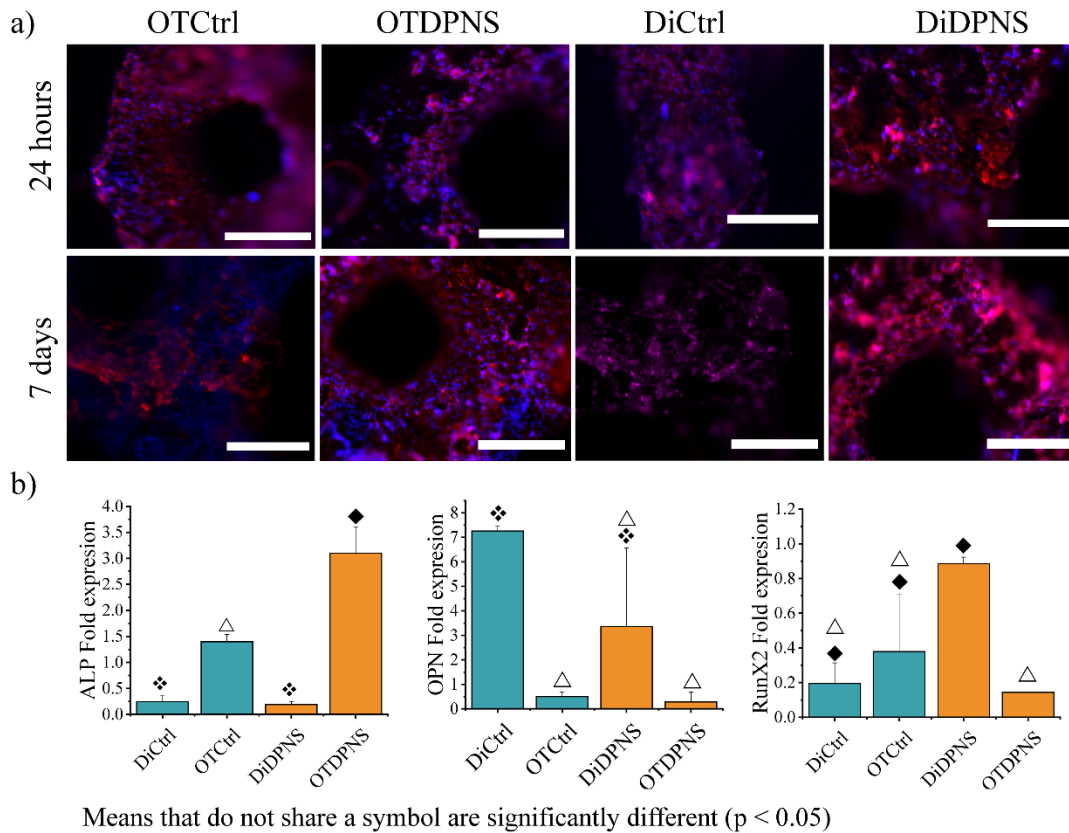 a)
OTCtrl OTDPNS DiCtrl DiDPNS
24 hours
7 days
b)
ALP Fold expresion
4.0
3.5
3.0
2.5
2.0
1.5
1.0
0.5
0.0
DiCtrl OTCtrl DiDPNS OTDPNS
OPN Fold expresion
8
7
6
5
4
3
2
1
0
DiCtrl OTCtrl DiDPNS OTDPNS
RunX2 Fold expresion
1.2
1.0
0.8
0.6
0.4
0.2
0.0
DiCtrl OTCtrl DiDPNS OTDPNS
Means that do not share a symbol are significantly different (p < 0.05)